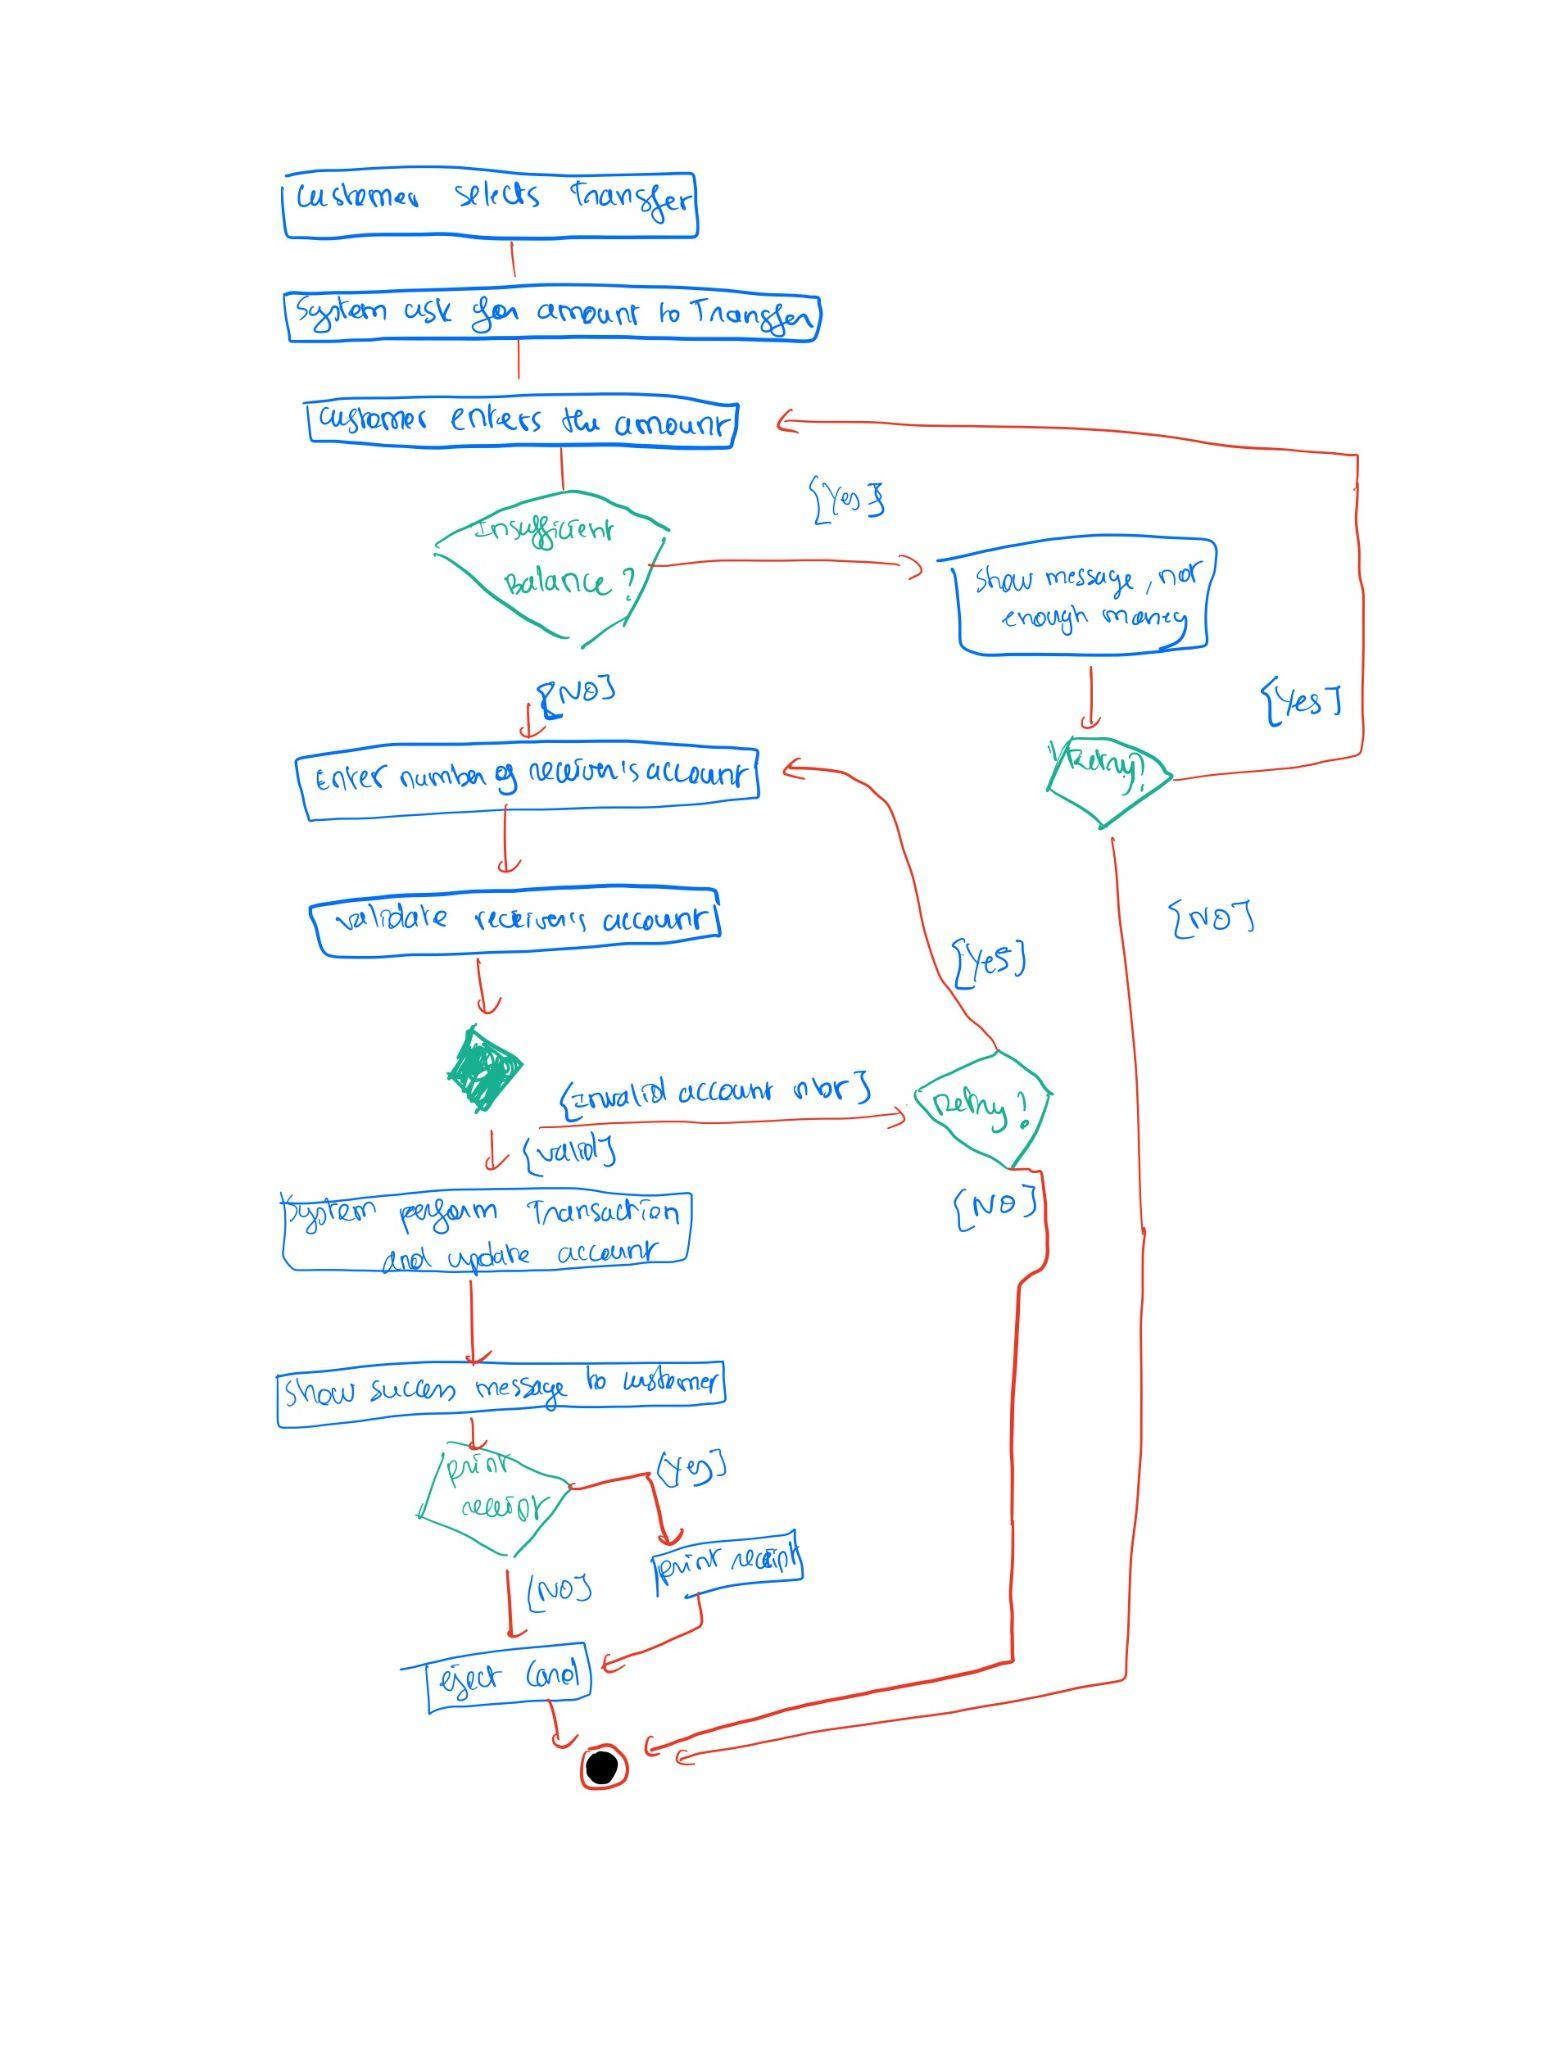 Customer selects Transfer
System ask for amount to Transfer
customer enters the amount
[Yes]
Insufficient
Balance?
show message, not
enough money
[NO]
[Yes]
Retry?
Enter number of receiver's account
[NO]
validate receiver's account
[Yes]
[Invalid account nbr]
Retry?
[valid]
[NO]
System perform Transaction
and update account
Show success message to customer
print
receipt
[Yes]
print receipt
[NO]
eject Card